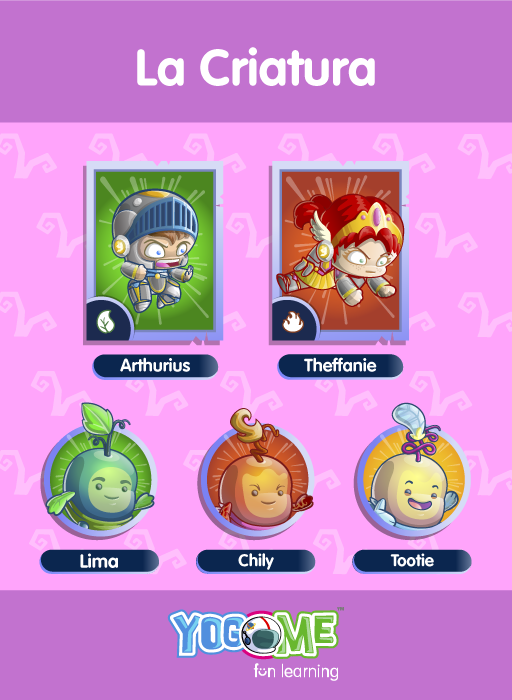 La Criatura
Arthurius
Theffanie
Lima
Chily
Tootie
YOGOME
fun learning